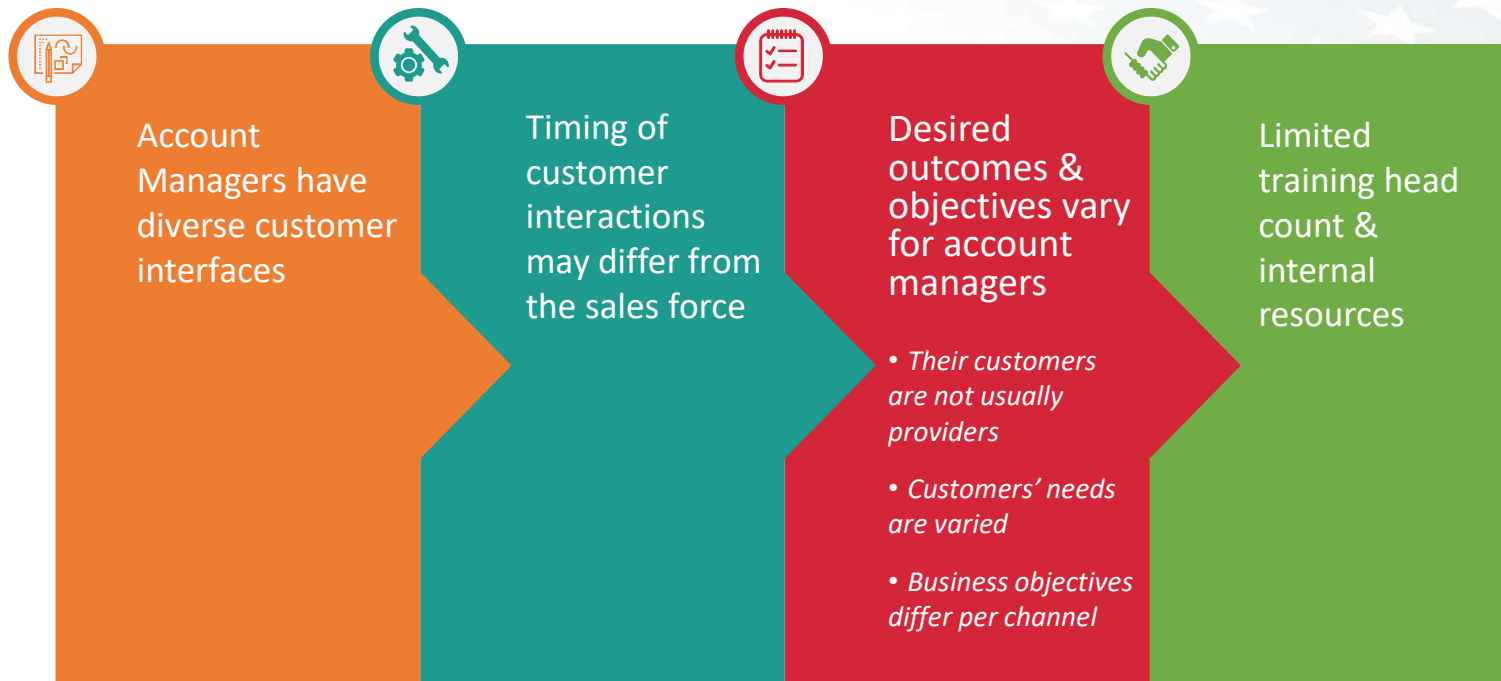 Account
Managers have
diverse customer
interfaces
Timing of
customer
interactions
may differ from
the sales force
Desired
outcomes &
objectives vary
for account
managers
• Their customers
are not usually
providers
• Customers’ needs
are varied
• Business objectives
differ per channel
Limited
training head
count &
internal
resources